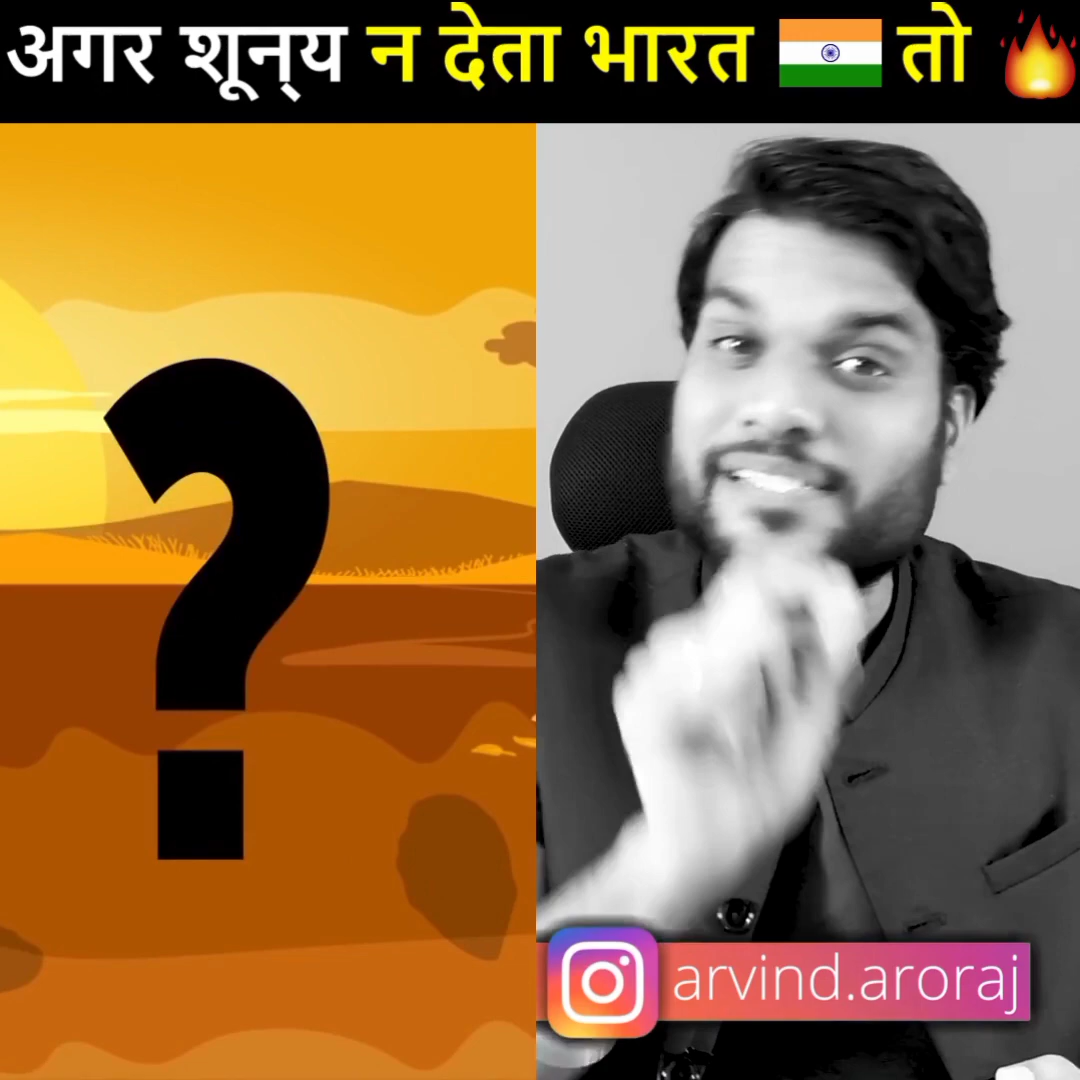 अगर शून्य न देता भारत 🇮🇳 तो 🔥
?
arvind.aroraj